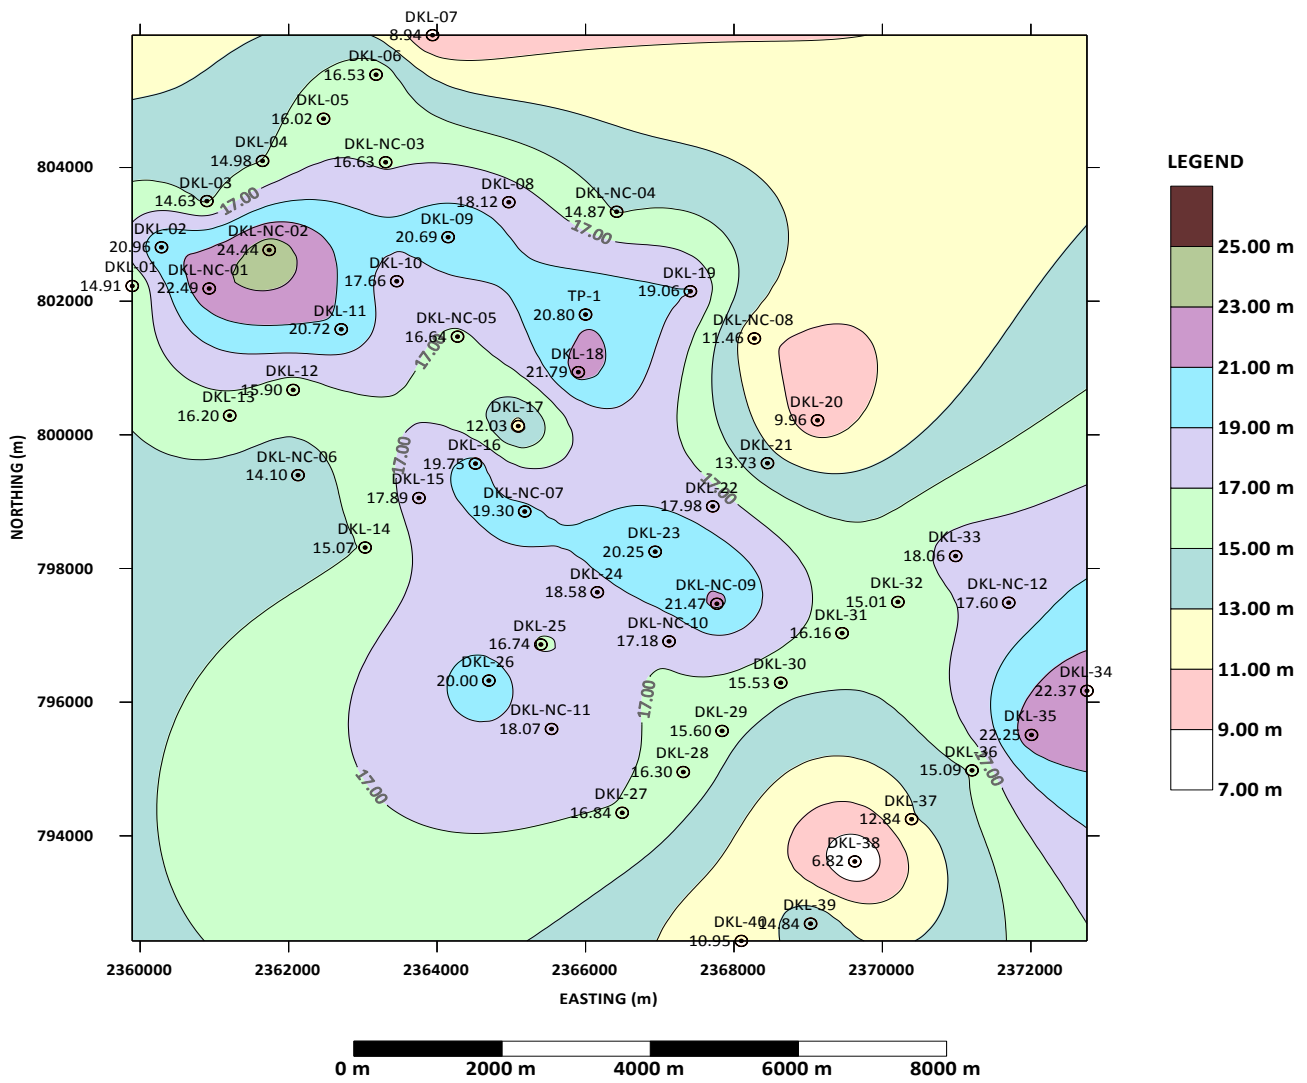 DKL-07
8.94
DKL-06
16.53
DKL-05
16.02
DKL-04
14.98
DKL-NC-03
16.63
804000
LEGEND
DKL-03
14.63
17.00
DKL-08
18.12
DKL-NC-04
14.87
17.00
DKL-02
20.96
DKL-NC-02
24.44
DKL-09
20.69
25.00 m
DKL-01
14.91
DKL-NC-01
22.49
DKL-10
17.66
DKL-19
19.06
802000
23.00 m
DKL-11
20.72
TP-1
20.80
DKL-NC-05
16.64
17.00
DKL-NC-08
11.46
DKL-18
21.79
21.00 m
DKL-12
15.90
DKL-13
16.20
DKL-17
12.03
DKL-20
9.96
19.00 m
800000
NORTHING (m)
DKL-NC-06
14.10
17.00
DKL-16
19.75
DKL-21
13.73
DKL-15
17.89
DKL-NC-07
19.30
DKL-22
17.98
17.00
17.00 m
DKL-14
15.07
DKL-23
20.25
DKL-33
18.06
15.00 m
798000
DKL-24
18.58
DKL-NC-09
21.47
DKL-32
15.01
DKL-NC-12
17.60
13.00 m
DKL-25
16.74
DKL-NC-10
17.18
DKL-31
16.16
DKL-26
20.00
DKL-30
15.53
DKL-34
22.37
11.00 m
796000
17.00
DKL-NC-11
18.07
DKL-29
15.60
DKL-35
22.25
9.00 m
DKL-28
16.30
DKL-36
15.09
17.00
17.00
7.00 m
DKL-27
16.84
DKL-37
12.84
794000
DKL-38
6.82
DKL-39
14.84
DKL-40
10.95
2360000 2362000 2364000 2366000 2368000 2370000 2372000
EASTING (m)
0 m 2000 m 4000 m 6000 m 8000 m